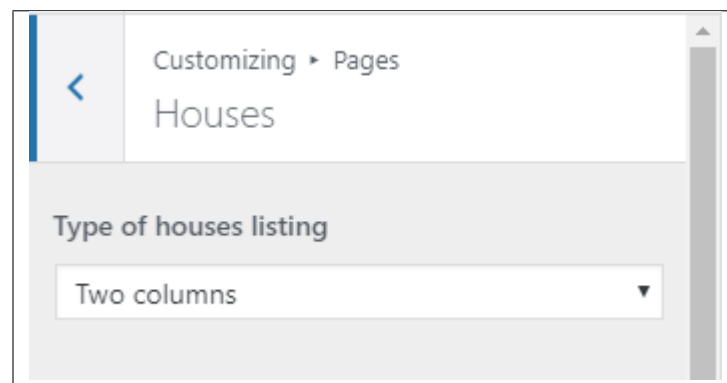 Customizing ▸ Pages
Houses
Type of houses listing
Two columns